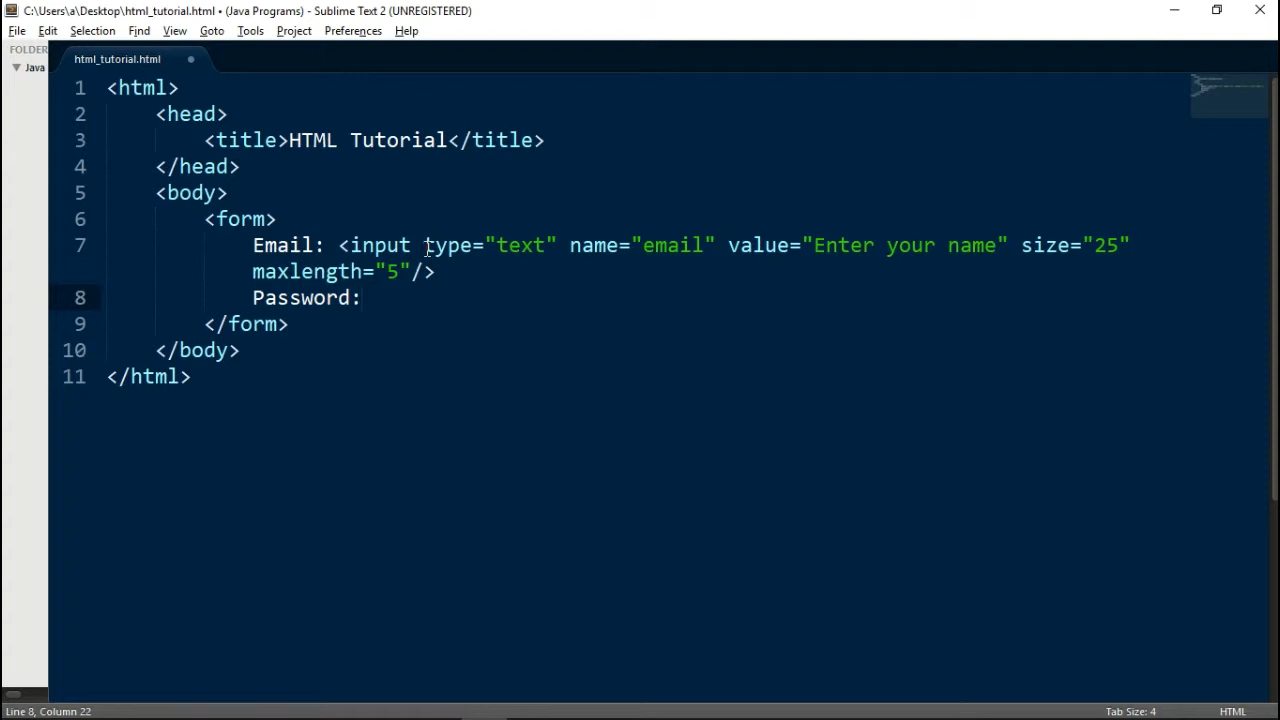 C:\Users\a\Desktop\html_tutorial.html • (Java Programs) - Sublime Text 2 (UNREGISTERED)
File Edit Selection Find View Goto Tools Project Preferences Help
FOLDER
Java
html_tutorial.html
1 <html>
2 <head>
3 <title>HTML Tutorial</title>
4 </head>
5 <body>
6 <form>
7 Email: <input type="text" name="email" value="Enter your name" size="25"
maxlength="5"/>
8 Password:
9 </form>
10 </body>
11 </html>
Line 8, Column 22
Tab Size: 4
HTML